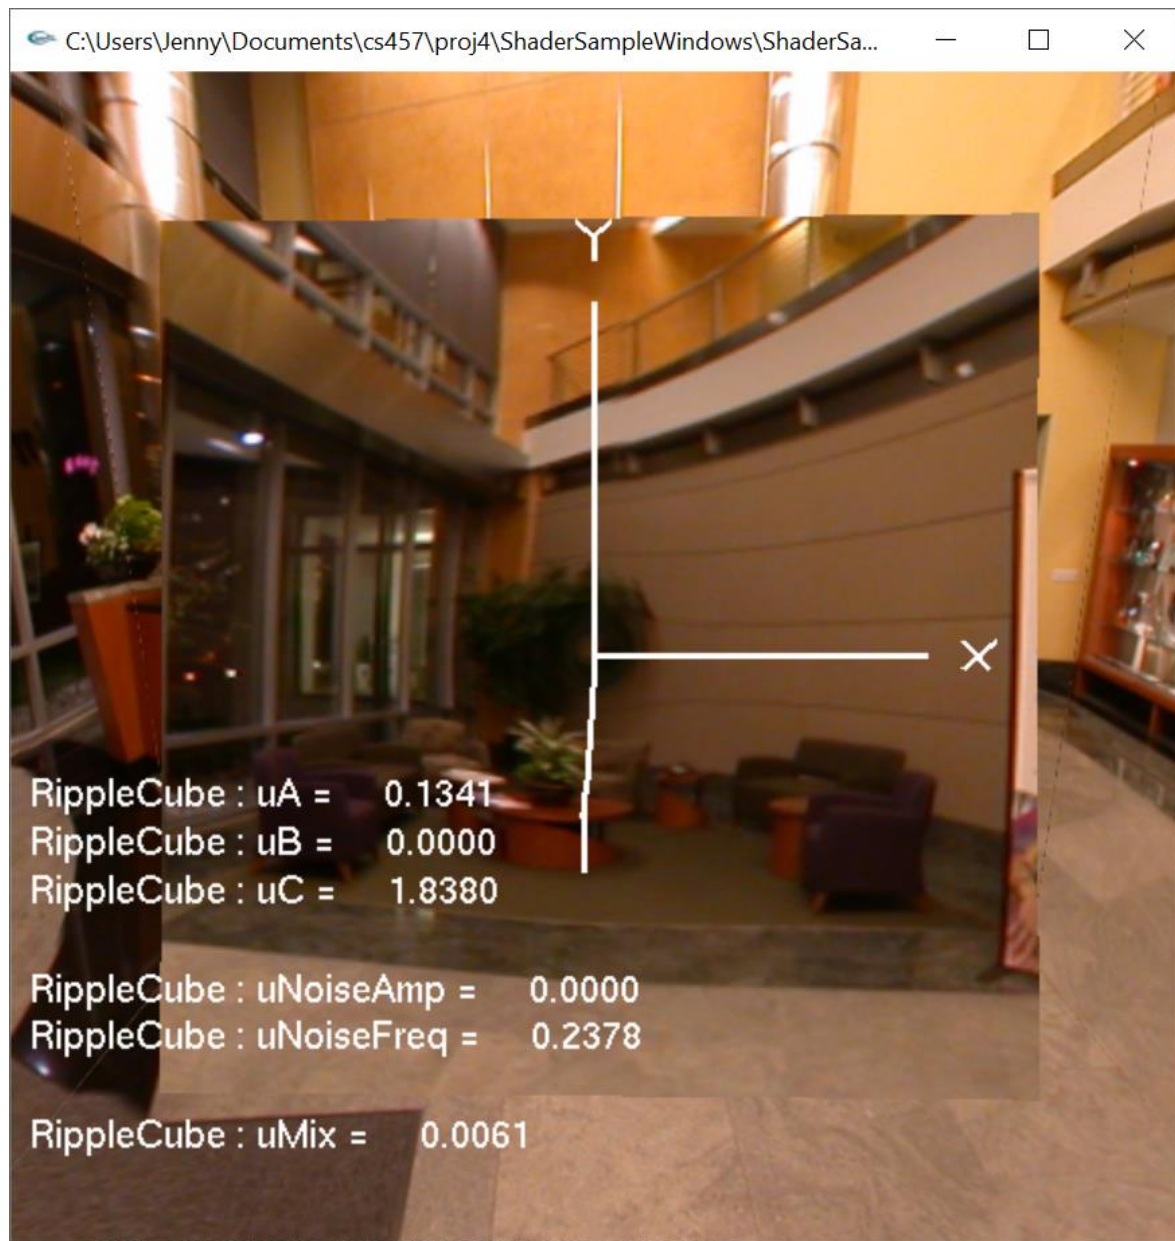 C:\Users\Jenny\Documents\cs457\proj4\ShaderSampleWindows\ShaderSa...
Y
X
RippleCube : uA = 0.1341
RippleCube : uB = 0.0000
RippleCube : uC = 1.8380
RippleCube : uNoiseAmp = 0.0000
RippleCube : uNoiseFreq = 0.2378
RippleCube : uMix = 0.0061